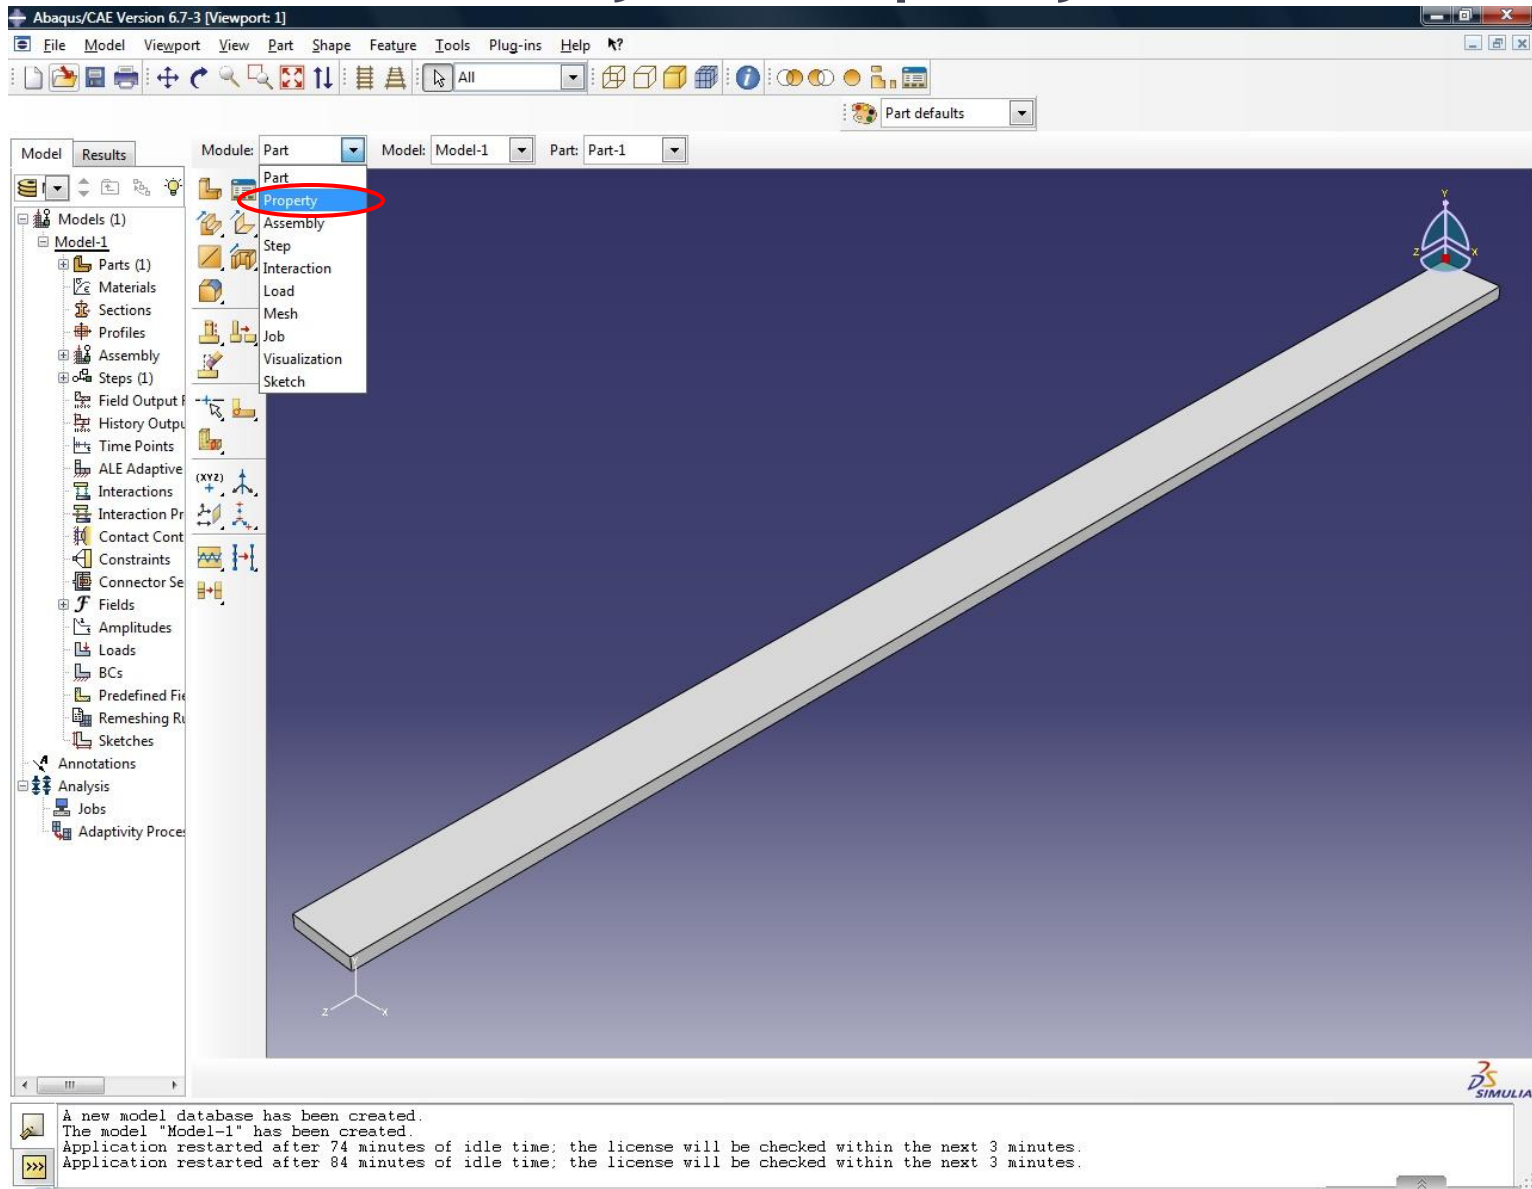 Abaqus/CAE Version 6.7-3 [Viewport: 1]
File Model Viewport View Part Shape Feature Tools Plug-ins Help
All
Part defaults
Model Results Module: Part Model: Model-1 Part: Part-1
Part
Property
Assembly
Step
Interaction
Load
Mesh
Job
Visualization
Sketch
Models (1)
Model-1
Parts (1)
Materials
Sections
Profiles
Assembly
Steps (1)
Field Output
History Outpu
Time Points
ALE Adaptive
Interactions
Interaction Pr
Contact Cont
Constraints
Connector Se
Fields
Amplitudes
Loads
BCs
Predefined Fie
Remeshing Ru
Sketches
Annotations
Analysis
Jobs
Adaptivity Proces
(XYZ)
Y
Z X
Y
Z X
SIMULIA
A new model database has been created.
The model "Model-1" has been created.
Application restarted after 74 minutes of idle time; the license will be checked within the next 3 minutes.
Application restarted after 84 minutes of idle time; the license will be checked within the next 3 minutes.